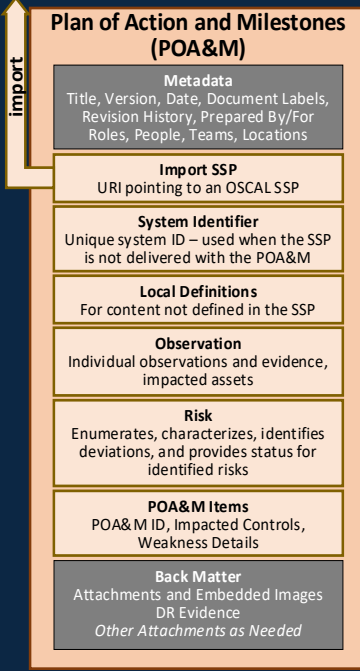 Plan of Action and Milestones
(POA&M)
import
Metadata
Title, Version, Date, Document Labels,
Revision History, Prepared By/For
Roles, People, Teams, Locations
Import SSP
URI pointing to an OSCAL SSP
System Identifier
Unique system ID – used when the SSP
is not delivered with the POA&M
Local Definitions
For content not defined in the SSP
Observation
Individual observations and evidence,
impacted assets
Risk
Enumerates, characterizes, identifies
deviations, and provides status for
identified risks
POA&M Items
POA&M ID, Impacted Controls,
Weakness Details
Back Matter
Attachments and Embedded Images
DR Evidence
Other Attachments as Needed